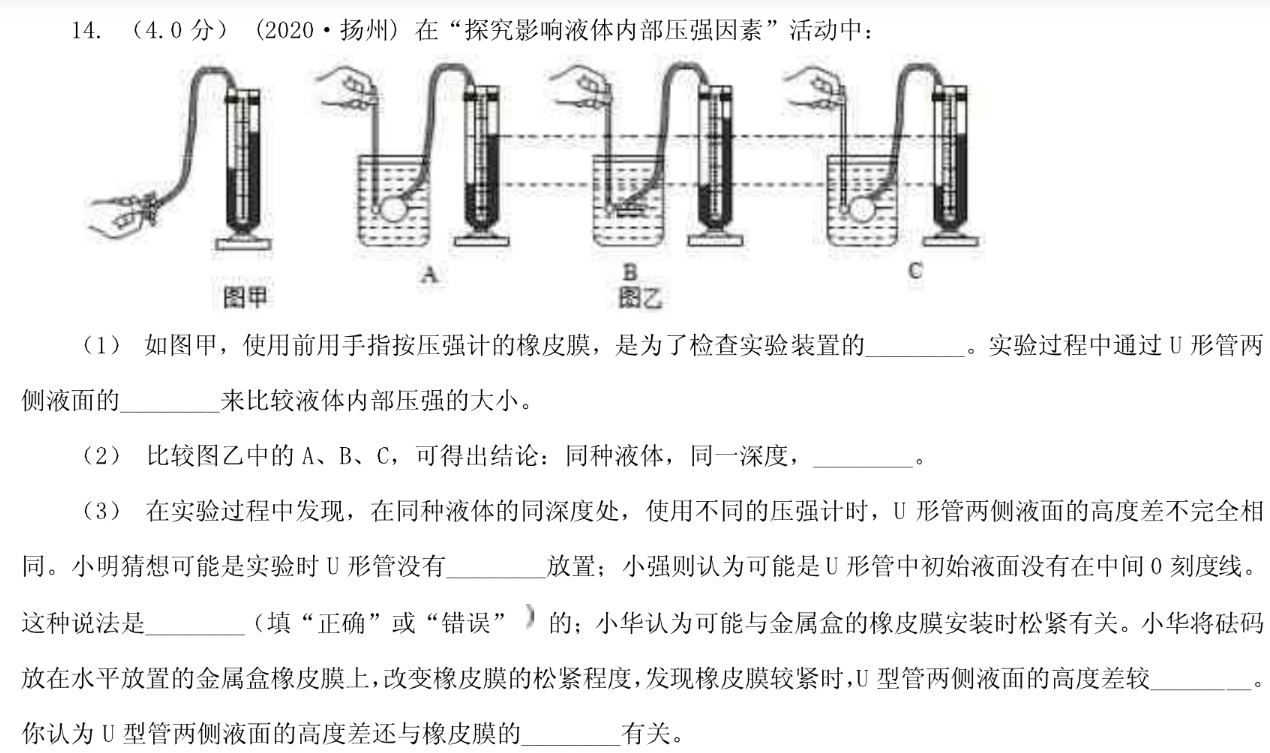 14. （4.0 分） (2020·扬州) 在“探究影响液体内部压强因素”活动中：
A
B
C
图甲
图乙
（1） 如图甲，使用前用手指按压强计的橡皮膜，是为了检查实验装置的________。实验过程中通过 U 形管两
侧液面的________来比较液体内部压强的大小。
（2） 比较图乙中的 A、B、C，可得出结论：同种液体，同一深度，________。
（3） 在实验过程中发现，在同种液体的同深度处，使用不同的压强计时，U 形管两侧液面的高度差不完全相
同。小明猜想可能是实验时 U 形管没有________放置；小强则认为可能是 U 形管中初始液面没有在中间 0 刻度线。
这种说法是________（填“正确”或“错误” ）的；小华认为可能与金属盒的橡皮膜安装时松紧有关。小华将砝码
放在水平放置的金属盒橡皮膜上,改变橡皮膜的松紧程度,发现橡皮膜较紧时,U 型管两侧液面的高度差较________。
你认为 U 型管两侧液面的高度差还与橡皮膜的________有关。